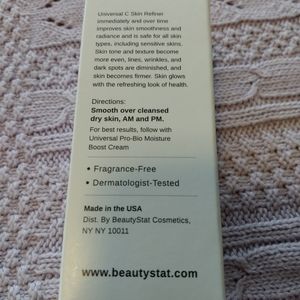 Universal C Skin Refiner
immediately and over time
improves skin smoothness and
radiance and is safe for all skin
types, including sensitive skins.
Skin tone and texture become
more even, lines, wrinkles, and
dark spots are diminished, and
skin becomes firmer. Skin glows
with the refreshing look of health.
Directions:
Smooth over cleansed
dry skin, AM and PM.
For best results, follow with
Universal Pro-Bio Moisture
Boost Cream
• Fragrance-Free
• Dermatologist-Tested
Made in the USA
Dist. By BeautyStat Cosmetics,
NY NY 10011
www.beautystat.com